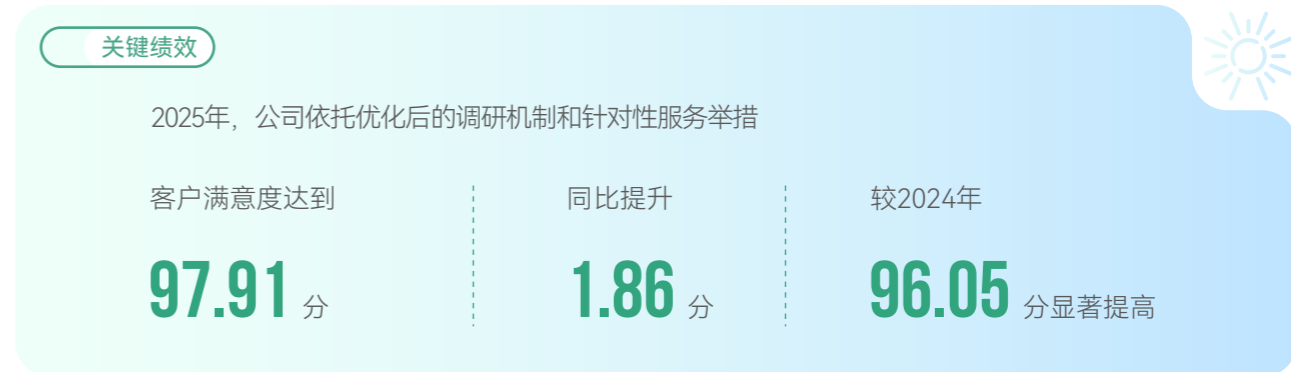 关键绩效
2025年，公司依托优化后的调研机制和针对性服务举措
客户满意度达到
97.91 分
同比提升
1.86 分
较2024年
96.05 分显著提高